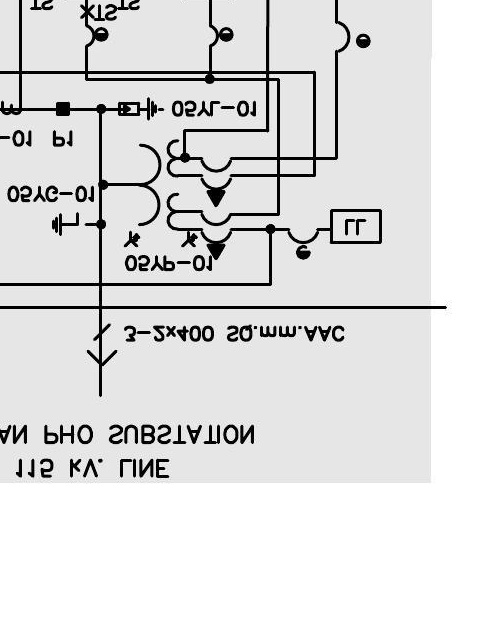 TS XTS TS
05YL-01
-01 P1
05YG-01
LL
05YP-01
3-2x400 SQ.mm.AAC
AN PHO SUBSTATION
115 kV. LINE